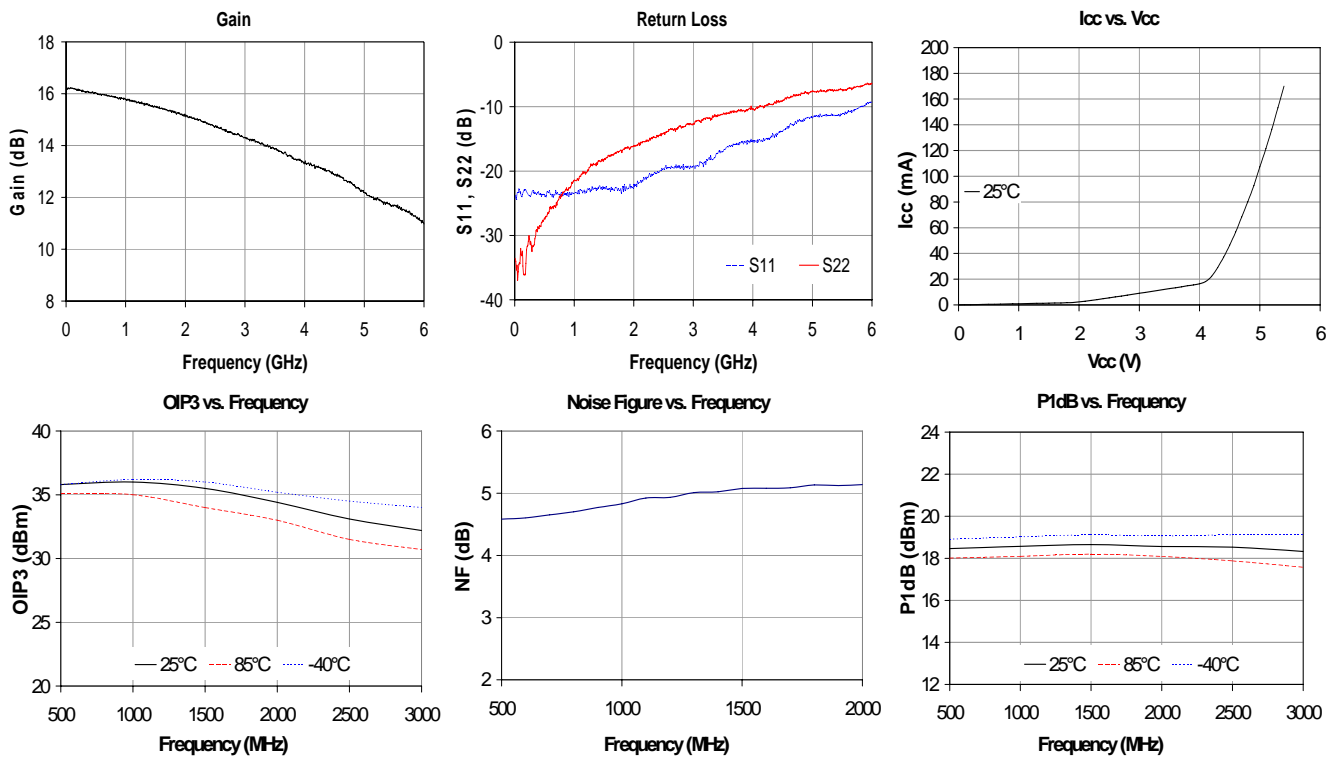 Gain
Gain (dB)
18
16
14
12
10
8
0 1 2 3 4 5 6
Frequency (GHz)
Return Loss
S11, S22 (dB)
0
-10
-20
-30
-40
S11 S22
0 1 2 3 4 5 6
Frequency (GHz)
Icc vs. Vcc
Icc (mA)
200
180
160
140
120
100
80
60
40
20
0
25°C
0 1 2 3 4 5 6
Vcc (V)
OIP3 vs. Frequency
OIP3 (dBm)
40
35
30
25
20
25°C 85°C -40°C
500 1000 1500 2000 2500 3000
Frequency (MHz)
Noise Figure vs. Frequency
NF (dB)
6
5
4
3
2
500 1000 1500 2000
Frequency (MHz)
P1dB vs. Frequency
P1dB (dBm)
24
22
20
18
16
14
12
25°C 85°C -40°C
500 1000 1500 2000 2500 3000
Frequency (MHz)